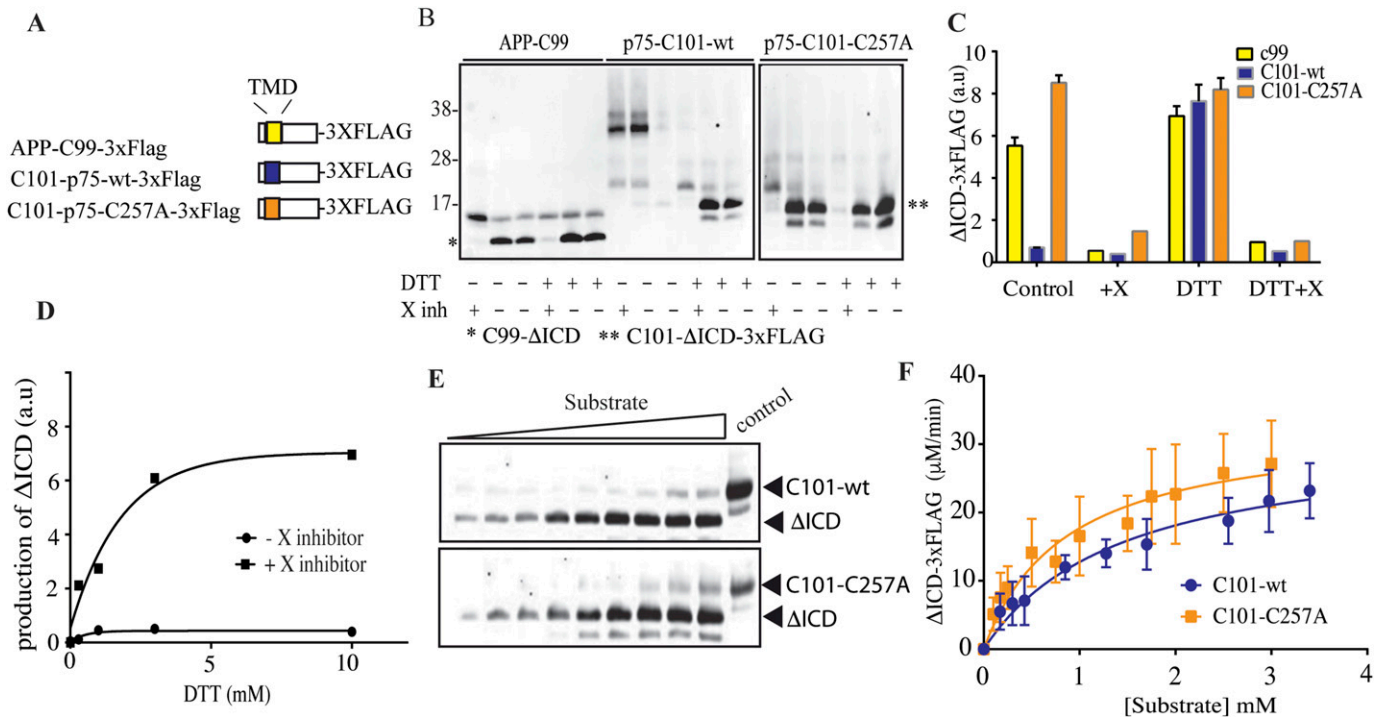 A
TMD
APP-C99-3xFlag
-3XFLAG
C101-p75-wt-3xFlag
-3XFLAG
C101-p75-C257A-3xFlag
-3XFLAG
B
APP-C99 p75-C101-wt p75-C101-C257A
38-
28-
17-
*
**
DTT - - - + + + - - - + + + - - - + + +
X inh + - - + - - + - - + - - + - - + - -
* C99-ΔICD ** C101-ΔICD-3xFLAG
C
ΔICD-3xFLAG (a.u)
10
8
6
4
2
0
c99
C101-wt
C101-C257A
Control +X DTT DTT+X
D
production of ΔICD (a.u)
8
6
4
2
0
- X inhibitor
+ X inhibitor
0 5 10
DTT (mM)
E
Substrate
control
C101-wt
ΔICD
C101-C257A
ΔICD
F
ΔICD-3xFLAG (µM/min)
40
30
20
10
0
C101-wt
C101-C257A
0 1 2 3 4
[Substrate] mM